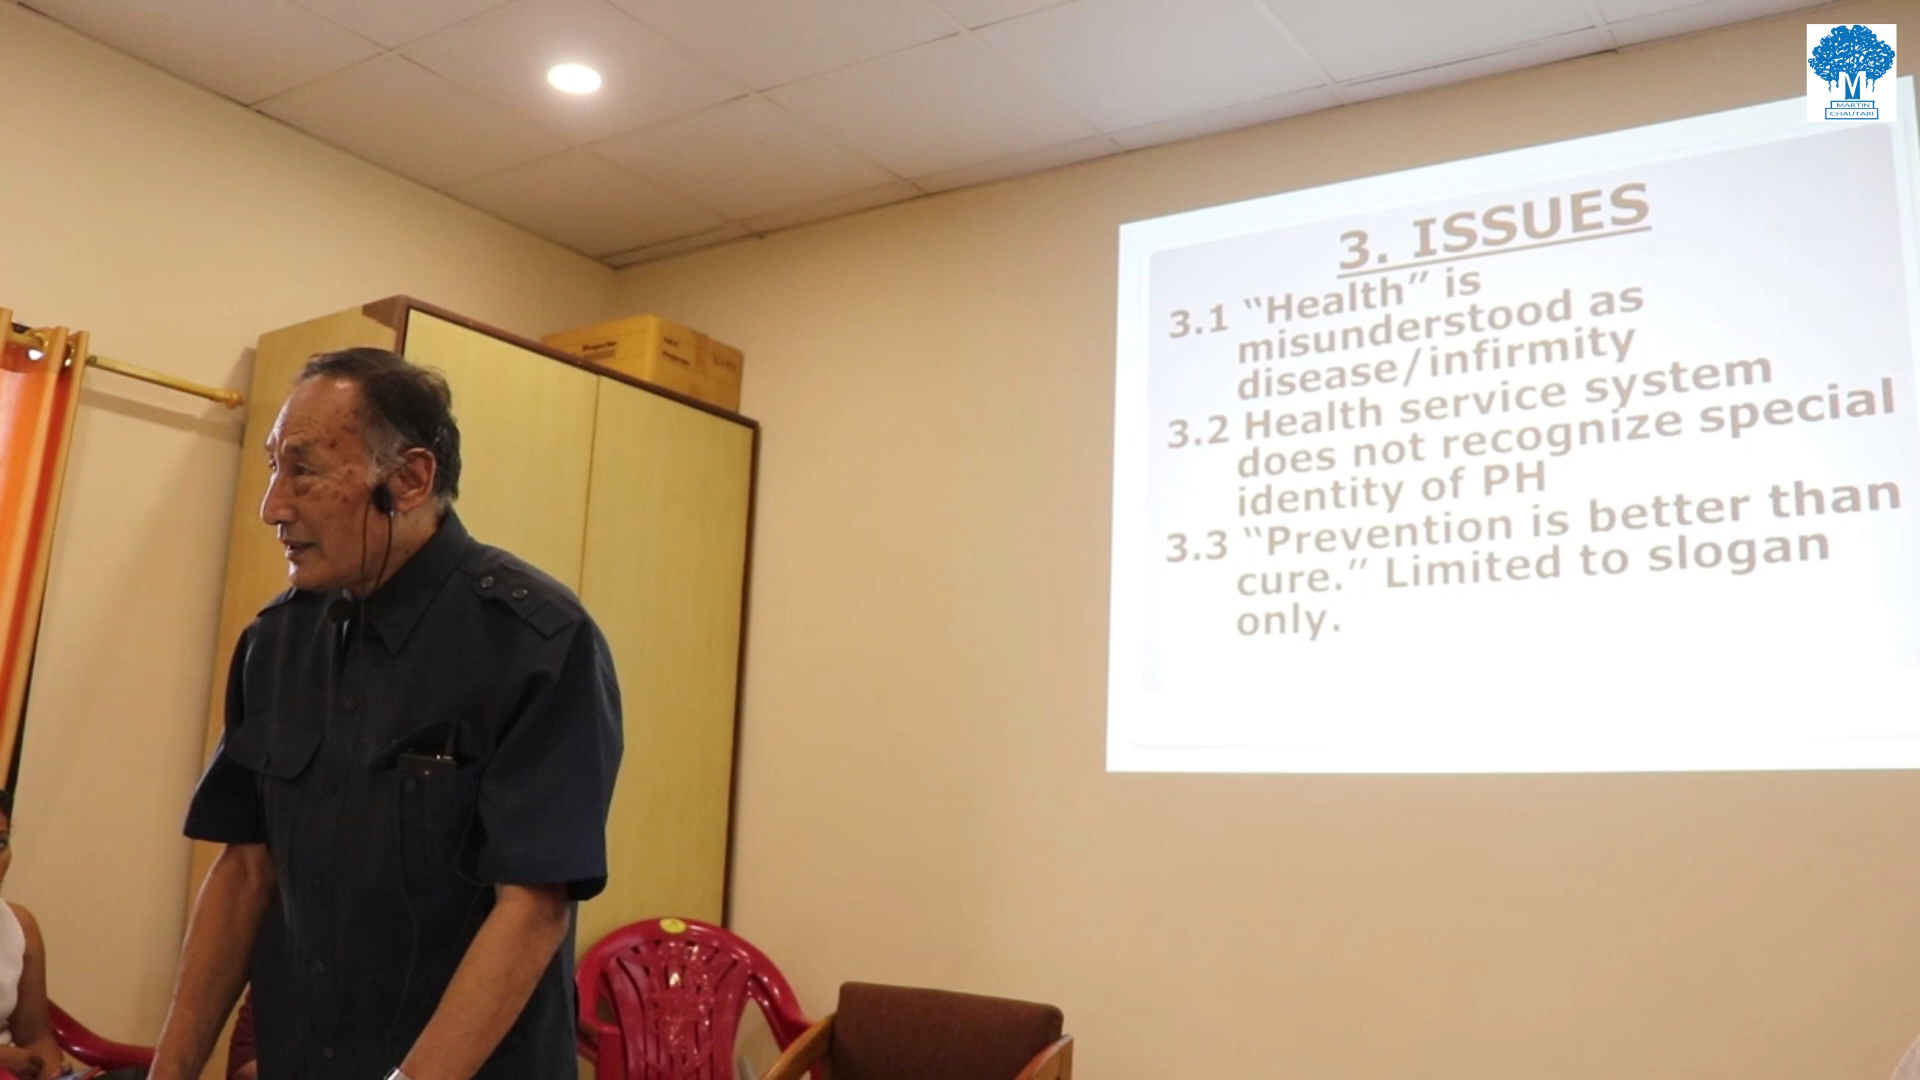 M
MARTIN
CHAUTARI
3. ISSUES
3.1 “Health” is
misunderstood as
disease/infirmity
3.2 Health service system
does not recognize special
identity of PH
3.3 “Prevention is better than
cure.” Limited to slogan
only.